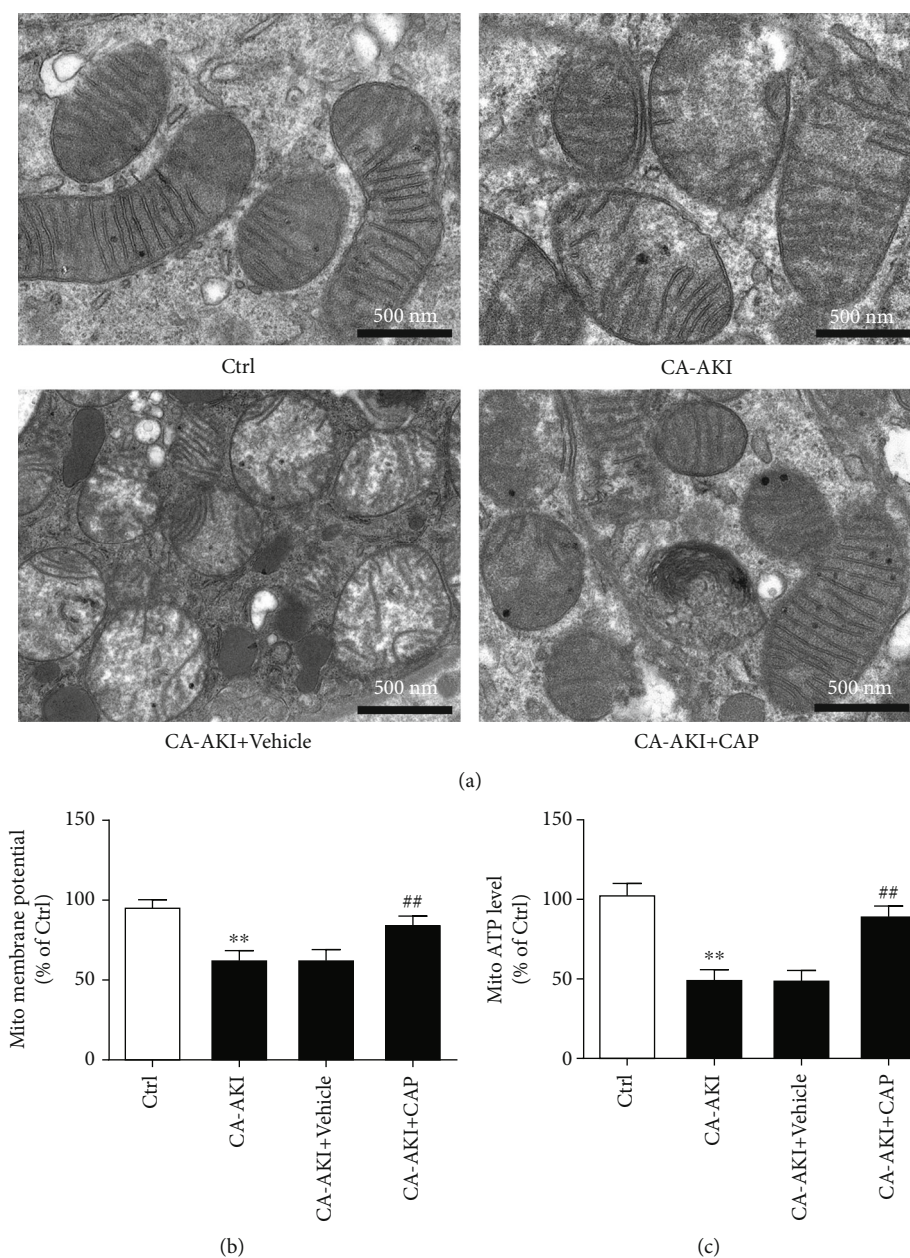 500 nm
500 nm
Ctrl
CA-AKI
500 nm
500 nm
CA-AKI+Vehicle
CA-AKI+CAP
(a)
Mito membrane potential
(% of Ctrl)
150
100
50
0
**
##
Ctrl
CA-AKI
CA-AKI+Vehicle
CA-AKI+CAP
(b)
Mito ATP level
(% of Ctrl)
150
100
50
0
**
##
Ctrl
CA-AKI
CA-AKI+Vehicle
CA-AKI+CAP
(c)